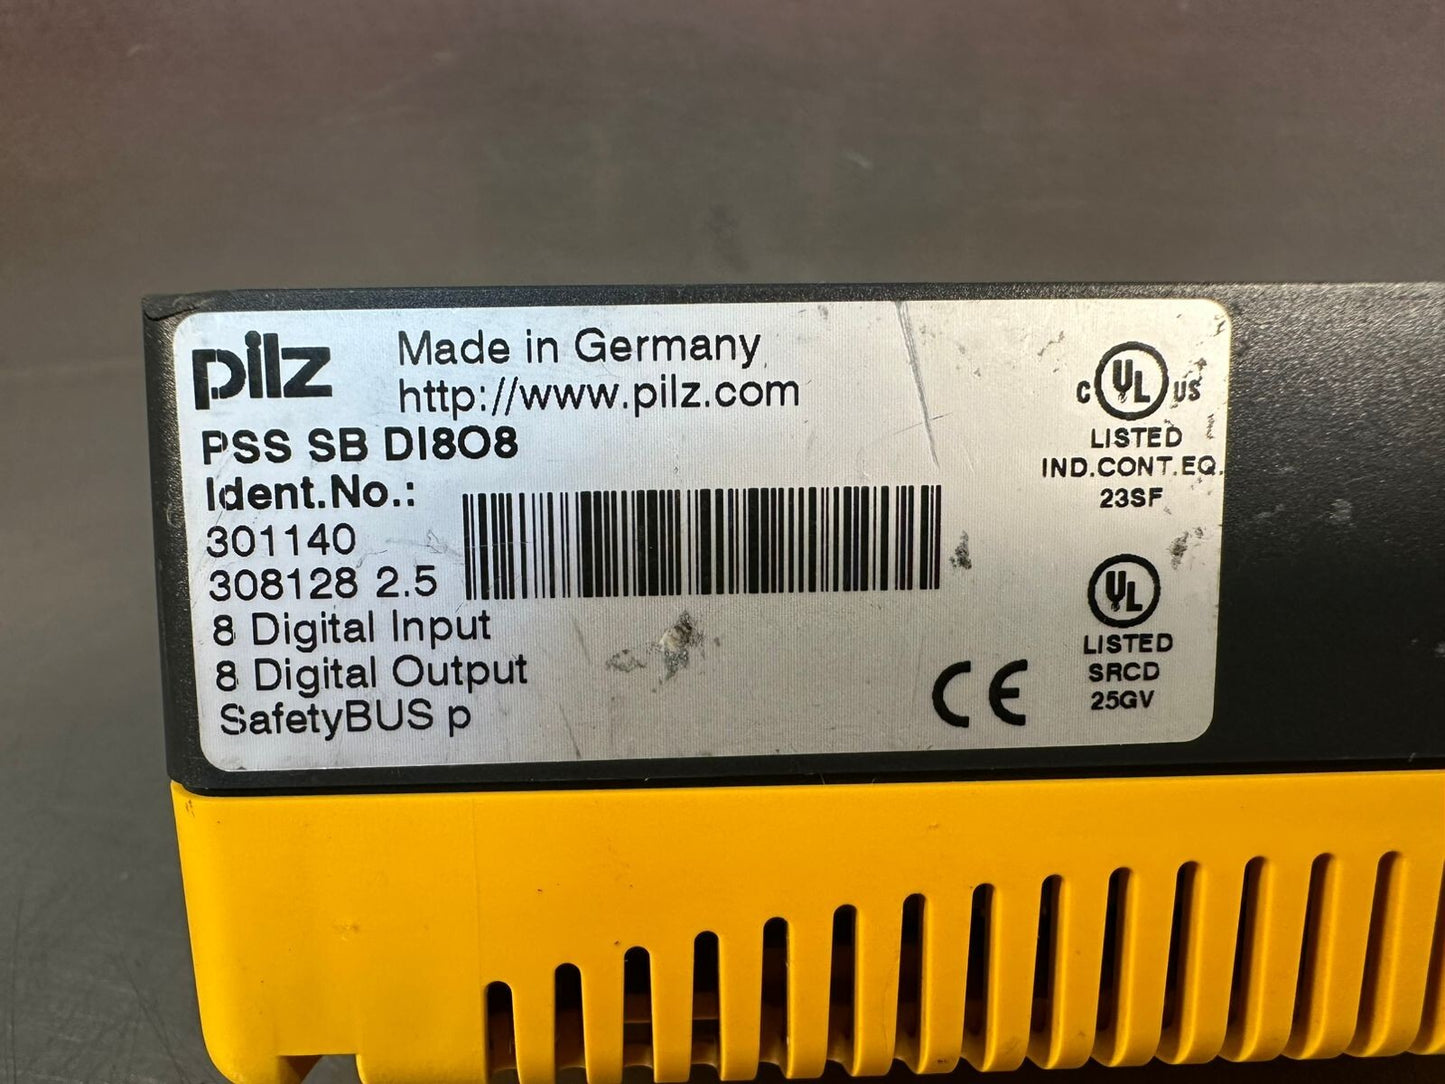 pilz
Made in Germany
http://www.pilz.com
PSS SB DI8O8
Ident.No.:
301140
308128 2.5
8 Digital Input
8 Digital Output
SafetyBUS p
C UL US
LISTED
IND.CONT.EQ.
23SF
UL
LISTED
SRCD
25GV
CE